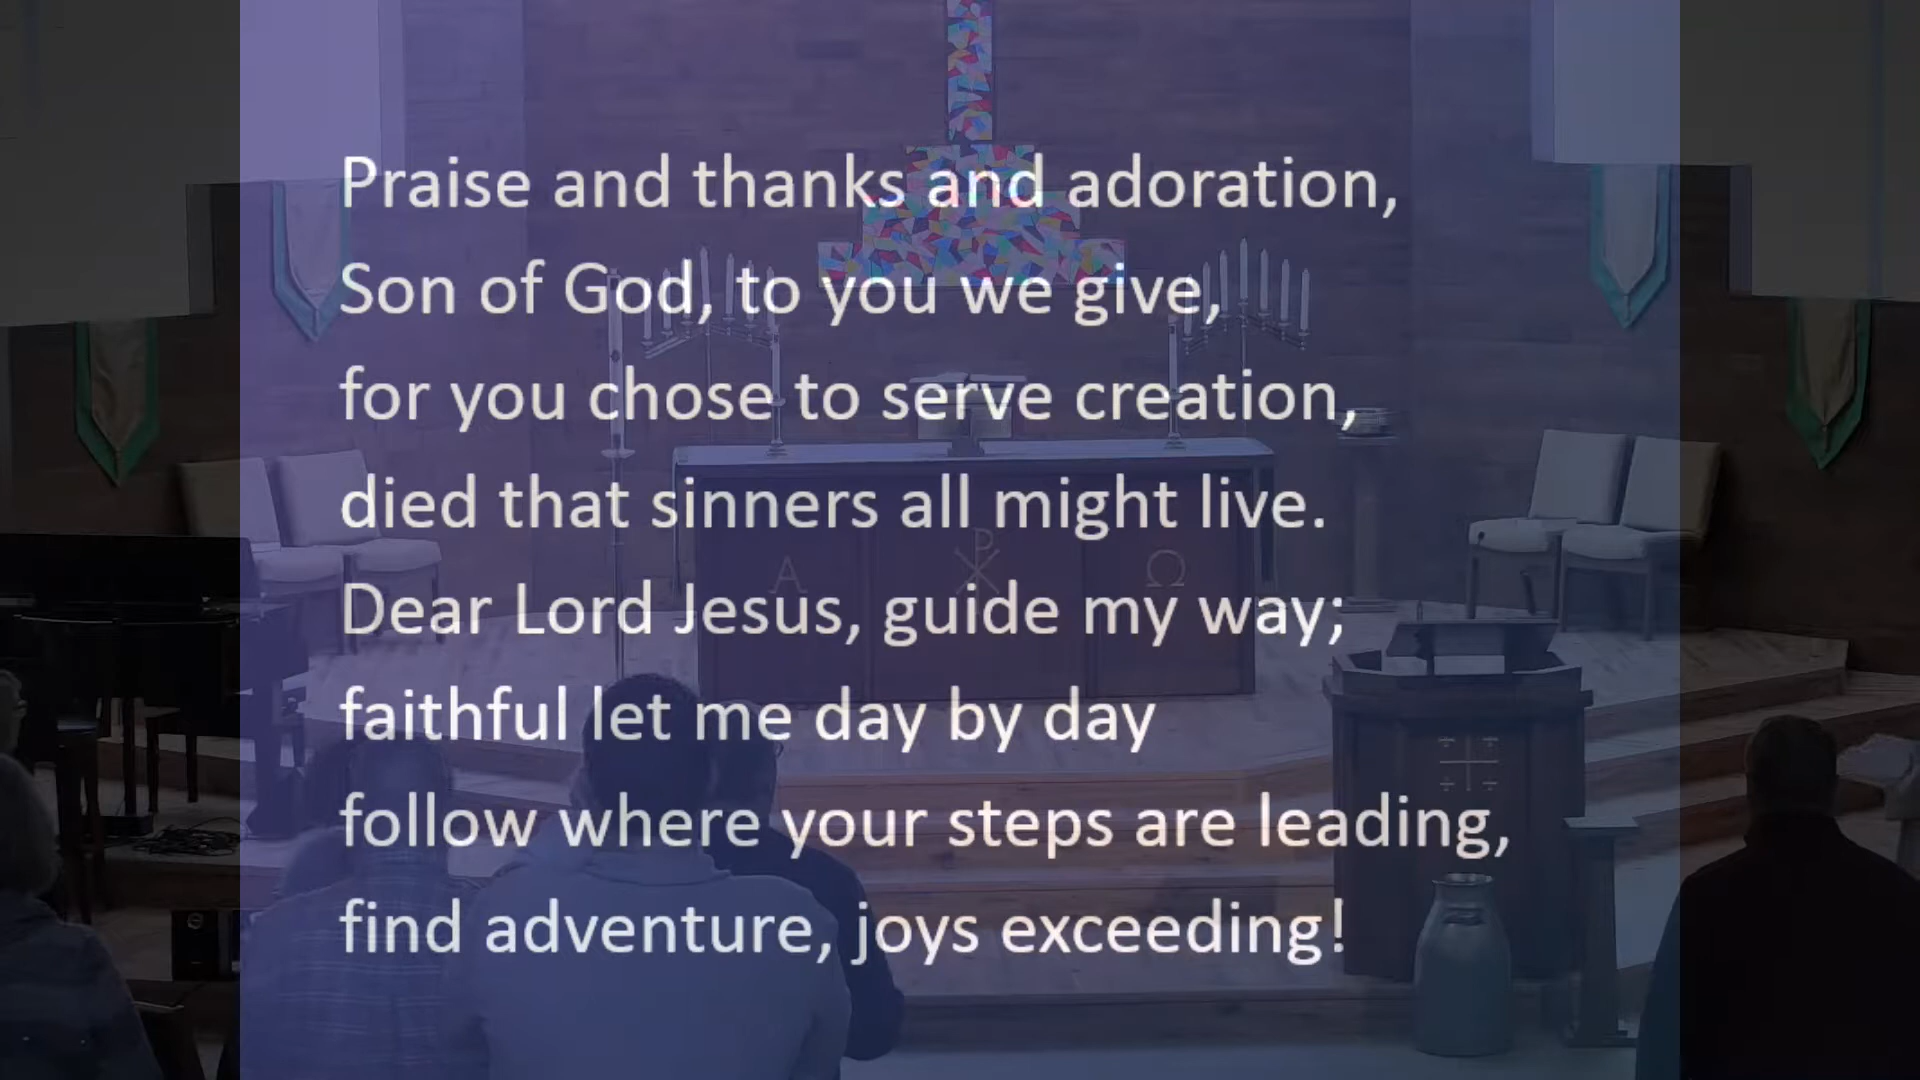 Praise and thanks and adoration,
Son of God, to you we give,
for you chose to serve creation,
died that sinners all might live.
Dear Lord Jesus, guide my way;
faithful let me day by day
follow where your steps are leading,
find adventure, joys exceeding!
Α ☧ Ω